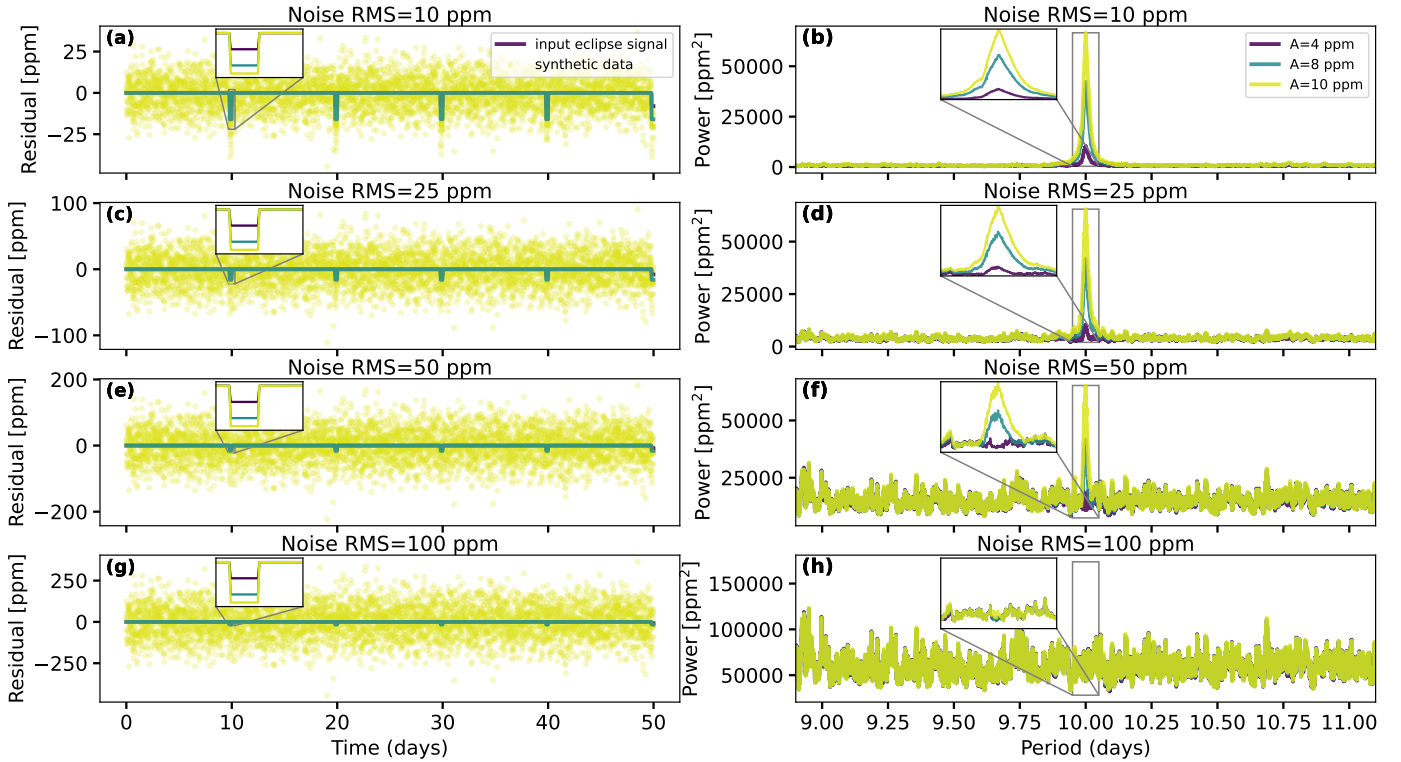 Noise RMS=10 ppm
(a)
Residual [ppm]
25
0
−25
input eclipse signal
synthetic data
Noise RMS=10 ppm
(b)
Power [ppm²]
50000
25000
0
A=4 ppm
A=8 ppm
A=10 ppm
Noise RMS=25 ppm
(c)
Residual [ppm]
100
0
−100
Noise RMS=25 ppm
(d)
Power [ppm²]
50000
25000
0
Noise RMS=50 ppm
(e)
Residual [ppm]
200
0
−200
Noise RMS=50 ppm
(f)
Power [ppm²]
50000
25000
Noise RMS=100 ppm
(g)
Residual [ppm]
250
0
−250
0 10 20 30 40 50
Time (days)
Noise RMS=100 ppm
(h)
Power [ppm²]
150000
100000
50000
9.00 9.25 9.50 9.75 10.00 10.25 10.50 10.75 11.00
Period (days)